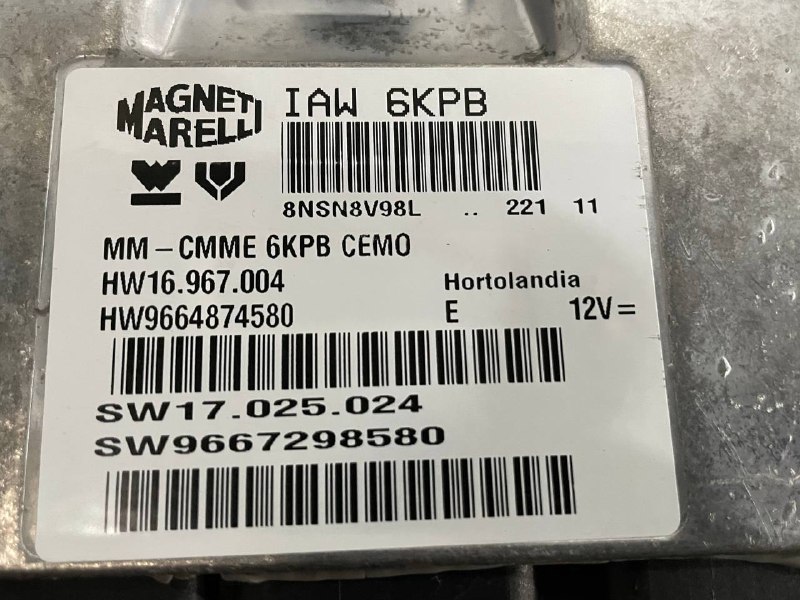 MAGNETI
MARELLI
IAW 6KPB
8NSN8V98L .. 221 11
MM-CMME 6KPB CEMO
HW16.967.004
Hortolandia
HW9664874580
E 12V=
SW17.025.024
SW9667298580